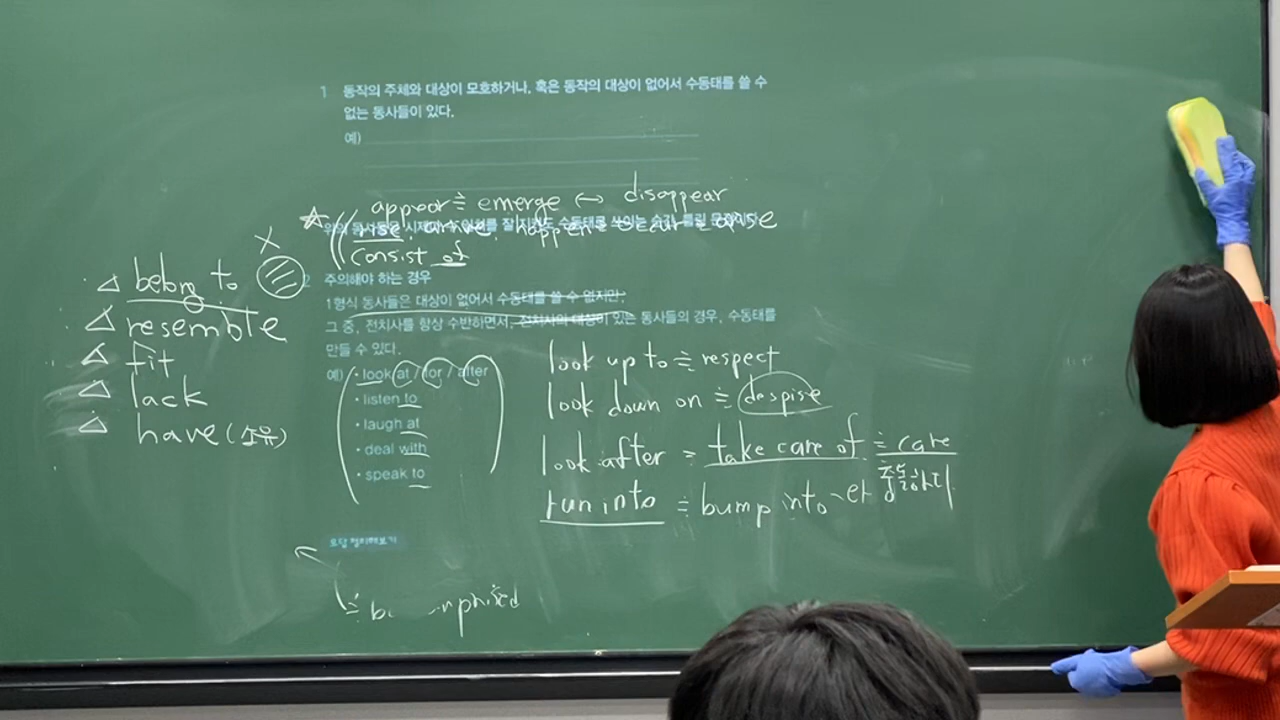 1 동작의 주체와 대상이 모호하거나, 혹은 동작의 대상이 없어서 수동태를 쓸 수
없는 동사들이 있다.
예)
appear ≒ emerge ↔ disappear
rise, arrive, happen = occur = arise
consist of
2 주의해야 하는 경우
1형식 동사들은 대상이 없어서 수동태를 쓸 수 없지만,
그 중, 전치사를 항상 수반하면서, 전치사의 대상이 있는 동사들의 경우, 수동태를
만들 수 있다.
예) • look at / for / after
• listen to
• laugh at
• deal with
• speak to
X
△ belong to
△ resemble
△ fit
△ lack
△ have (소유)
look up to ≒ respect
look down on ≒ despise
look after = take care of ≒ care
run into ≒ bump into